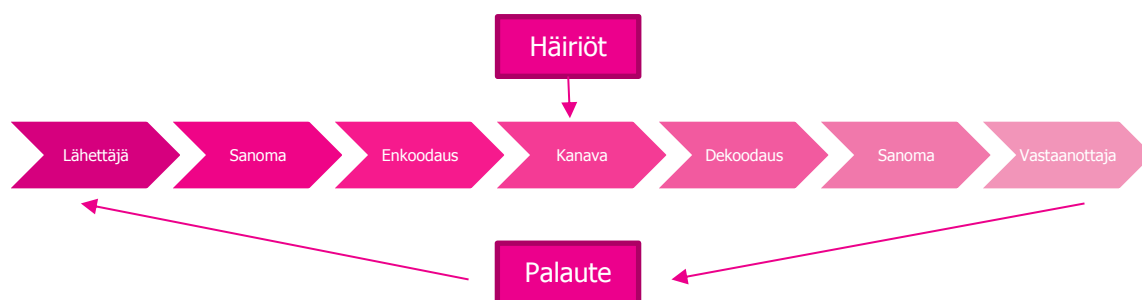 Häiriöt
Lähettäjä
Sanoma
Enkoodaus
Kanava
Dekoodaus
Sanoma
Vastaanottaja
Palaute